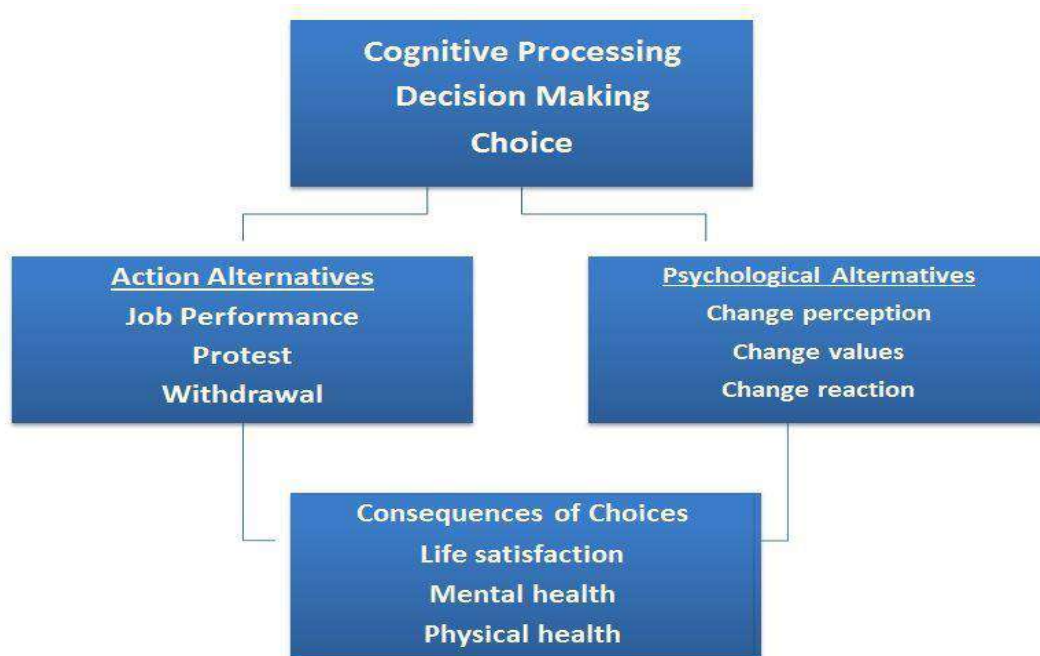 Cognitive Processing
Decision Making
Choice
Action Alternatives
Job Performance
Protest
Withdrawal
Psychological Alternatives
Change perception
Change values
Change reaction
Consequences of Choices
Life satisfaction
Mental health
Physical health